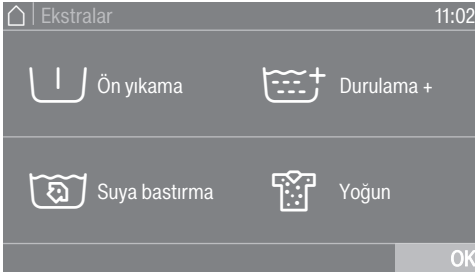 Ekstralar 11:02
Ön yıkama Durulama +
Suya bastırma Yoğun
OK